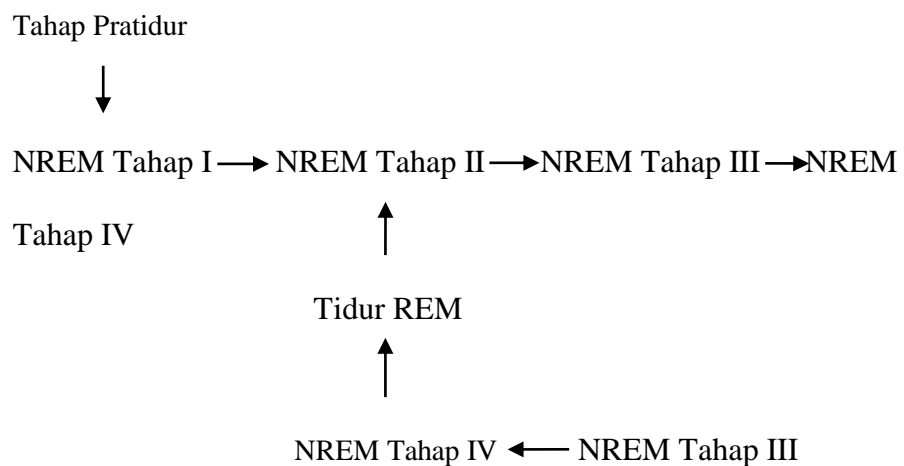 Tahap Pratidur
NREM Tahap I NREM Tahap II NREM Tahap III NREM
Tahap IV
Tidur REM
NREM Tahap IV NREM Tahap III